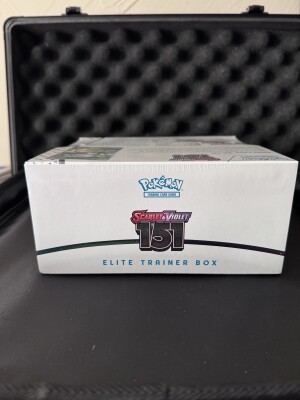 POKÉMON
TRADING CARD GAME
SCARLET & VIOLET
151
ELITE TRAINER BOX